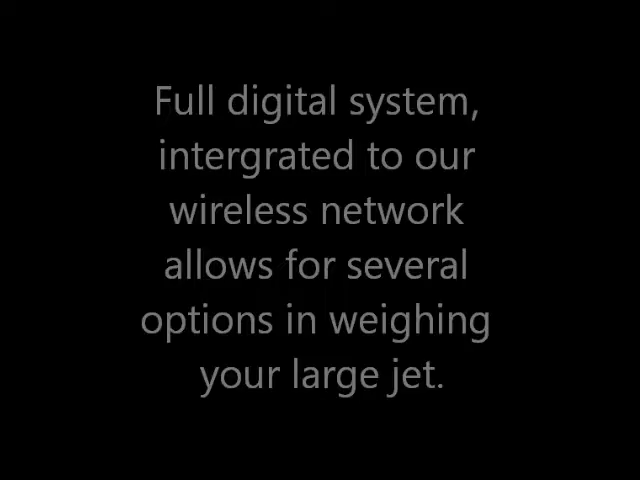 Full digital system,
intergrated to our
wireless network
allows for several
options in weighing
your large jet.